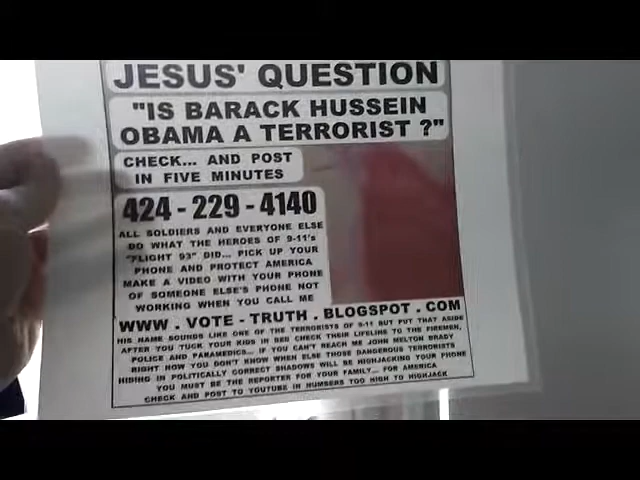 JESUS' QUESTION
"IS BARACK HUSSEIN
OBAMA A TERRORIST ?"
CHECK... AND POST
IN FIVE MINUTES
424 - 229 - 4140
ALL SOLDIERS AND EVERYONE ELSE
DO WHAT THE HEROES OF 9-11's
"FLIGHT 93" DID... PICK UP YOUR
PHONE AND PROTECT AMERICA
MAKE A VIDEO WITH YOUR PHONE
OF SOMEONE ELSE'S PHONE NOT
WORKING WHEN YOU CALL ME
WWW . VOTE - TRUTH . BLOGSPOT . COM
HIS NAME SOUNDS LIKE ONE OF THE TERRORISTS OF 9-11 BUT PUT THAT ASIDE
AFTER YOU TUCK YOUR KIDS IN BED CHECK THEIR LIFELINE TO THE FIREMEN,
POLICE AND PARAMEDICS... IF YOU CAN'T REACH ME JOHN MELTON BRADY
RIGHT NOW YOU DON'T KNOW WHEN ELSE THOSE DANGEROUS TERRORISTS
HIDING IN POLITICALLY CORRECT SHADOWS WILL BE HIGHJACKING YOUR PHONE
YOU MUST BE THE REPORTER FOR YOUR FAMILY... FOR AMERICA
CHECK AND POST TO YOUTUBE IN NUMBERS TOO HIGH TO HIGHJACK